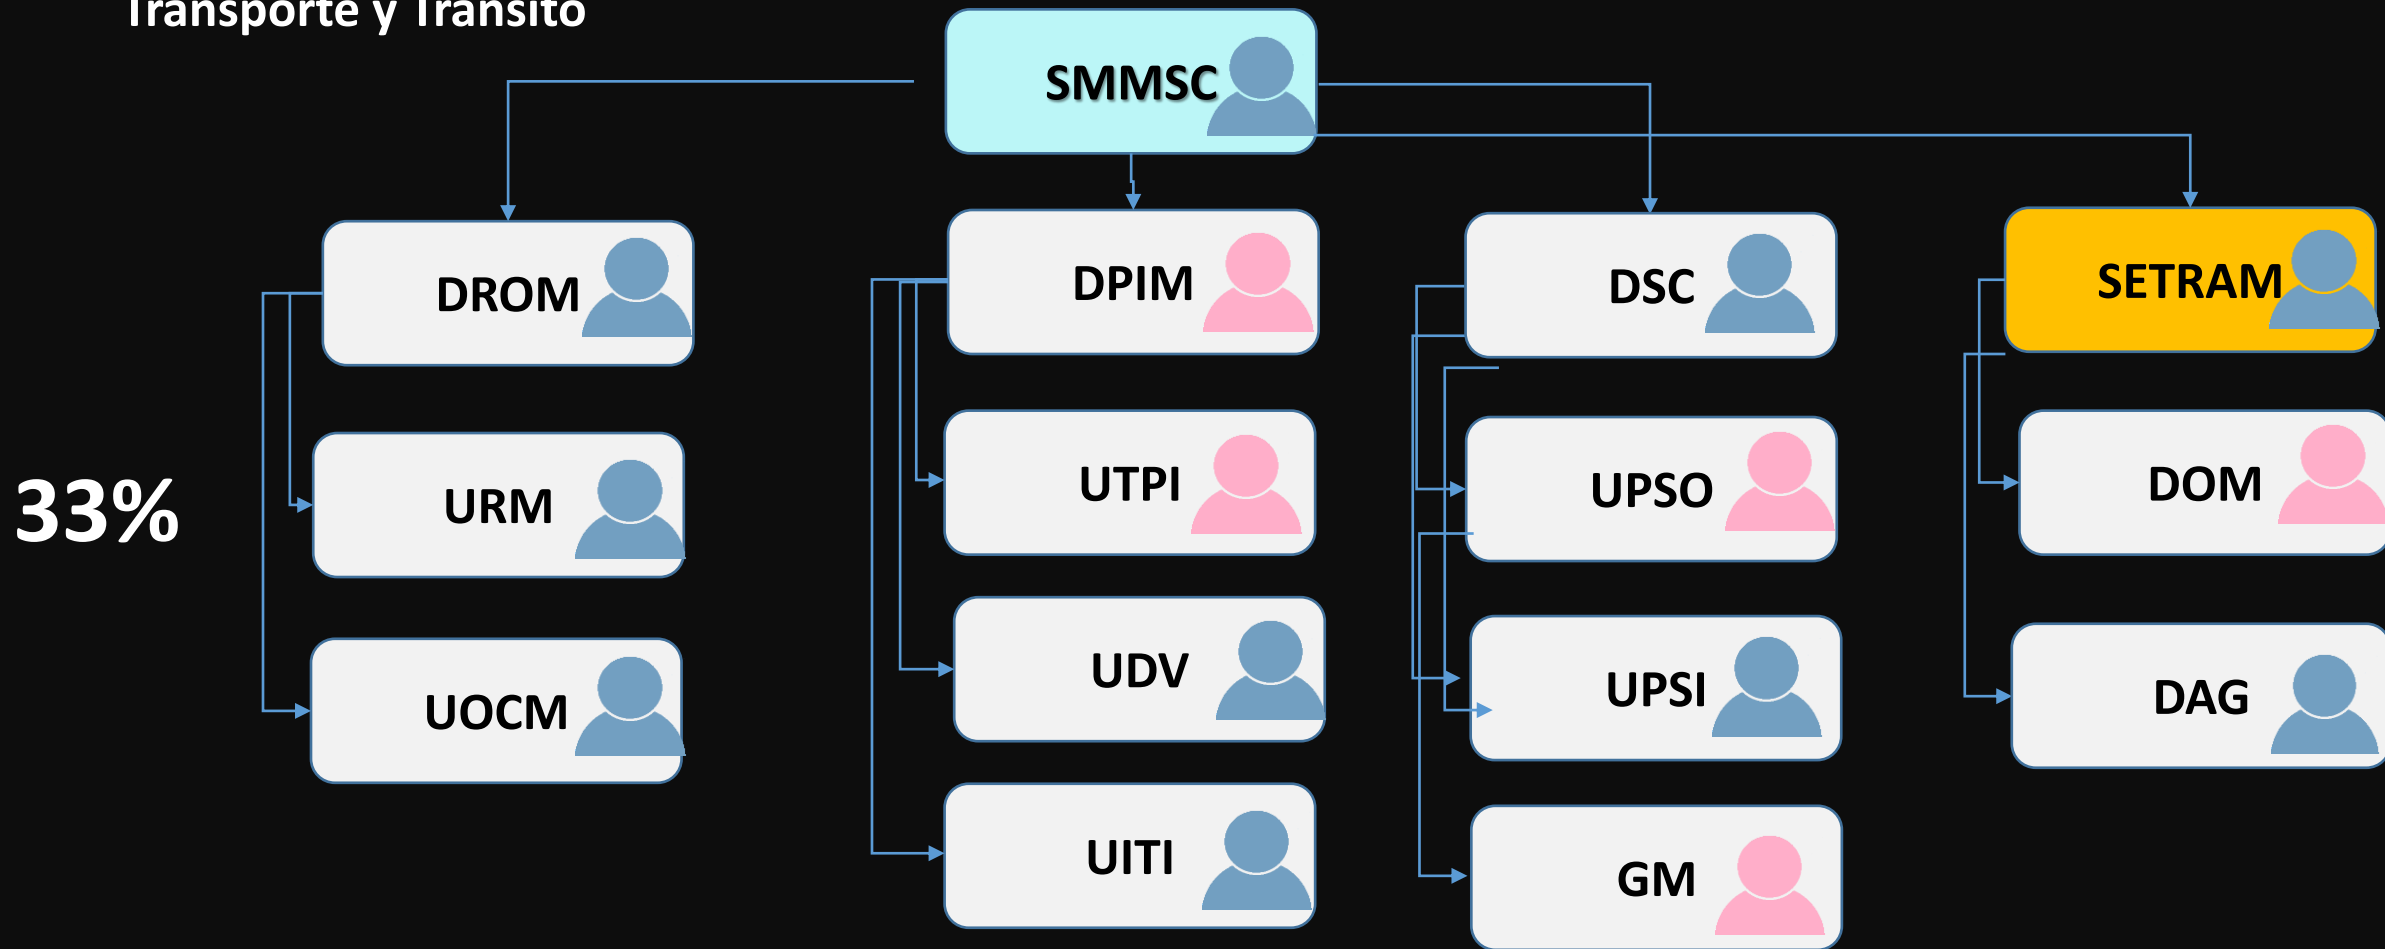 Transporte y Tránsito
SMMSC
DROM
DPIM
DSC
SETRAM
URM
UTPI
UPSO
DOM
33%
UOCM
UDV
UPSI
DAG
UITI
GM